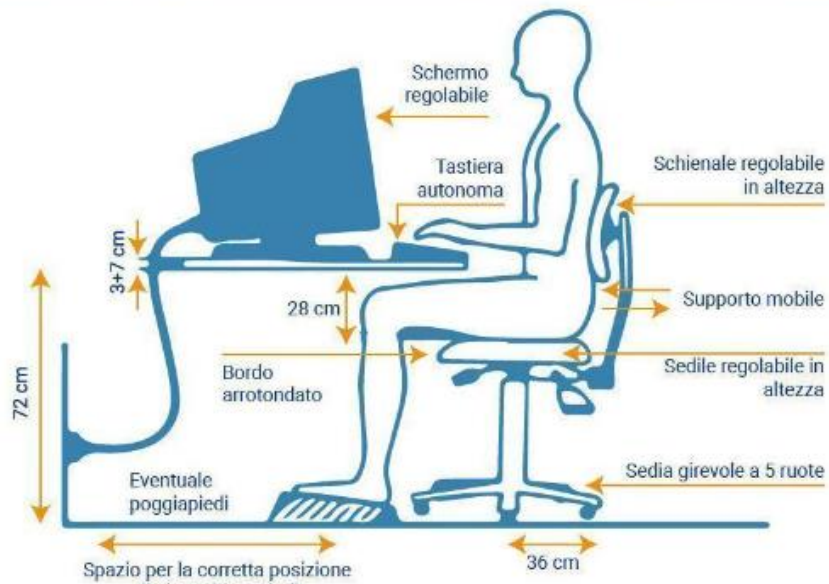 Schermo
regolabile
Tastiera
autonoma
Schienale regolabile
in altezza
3+7 cm
28 cm
Supporto mobile
Bordo
arrotondato
Sedile regolabile in
altezza
72 cm
Eventuale
poggiapiedi
Sedia girevole a 5 ruote
36 cm
Spazio per la corretta posizione